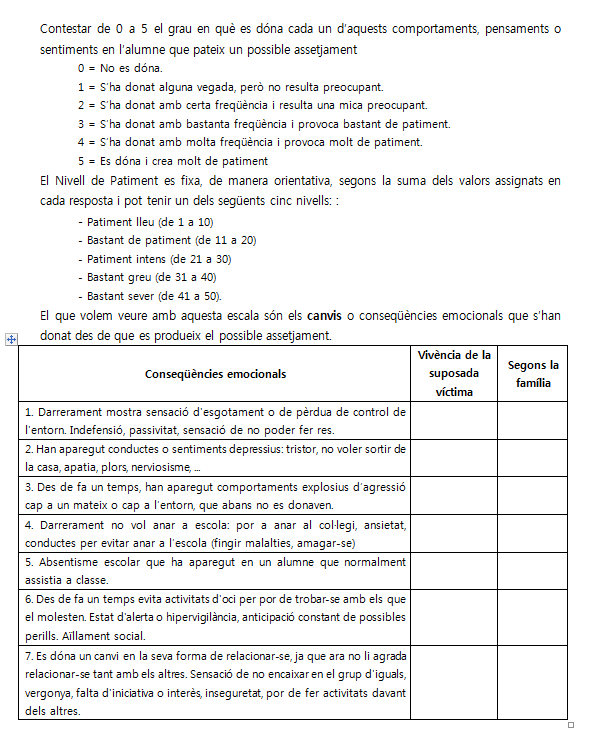 Contestar de 0 a 5 el grau en què es dóna cada un d'aquests comportaments, pensaments o
sentiments en l'alumne que pateix un possible assetjament
0 = No es dóna.
1 = S'ha donat alguna vegada, però no resulta preocupant.
2 = S'ha donat amb certa freqüència i resulta una mica preocupant.
3 = S'ha donat amb bastanta freqüència i provoca bastant de patiment.
4 = S'ha donat amb molta freqüència i provoca molt de patiment.
5 = Es dóna i crea molt de patiment
El Nivell de Patiment es fixa, de manera orientativa, segons la suma dels valors assignats en
cada resposta i pot tenir un dels següents cinc nivells: :
- Patiment lleu (de 1 a 10)
- Bastant de patiment (de 11 a 20)
- Patiment intens (de 21 a 30)
- Bastant greu (de 31 a 40)
- Bastant sever (de 41 a 50).
El que volem veure amb aquesta escala són els canvis o conseqüències emocionals que s'han
donat des de que es produeix el possible assetjament.
Conseqüències emocionals
Vivència de la
suposada
víctima
Segons la
família
1. Darrerament mostra sensació d'esgotament o de pèrdua de control de
l'entorn. Indefensió, passivitat, sensació de no poder fer res.
2. Han aparegut conductes o sentiments depressius: tristor, no voler sortir de
la casa, apatia, plors, nerviosisme, ...
3. Des de fa un temps, han aparegut comportaments explosius d'agressió
cap a un mateix o cap a l'entorn, que abans no es donaven.
4. Darrerament no vol anar a escola: por a anar al col·legi, ansietat,
conductes per evitar anar a l'escola (fingir malalties, amagar-se)
5. Absentisme escolar que ha aparegut en un alumne que normalment
assistia a classe.
6. Des de fa un temps evita activitats d'oci per por de trobar-se amb els que
el molesten. Estat d'alerta o hipervigilància, anticipació constant de possibles
perills. Aïllament social.
7. Es dóna un canvi en la seva forma de relacionar-se, ja que ara no li agrada
relacionar-se tant amb els altres. Sensació de no encaixar en el grup d'iguals,
vergonya, falta d'iniciativa o interès, inseguretat, por de fer activitats davant
dels altres.